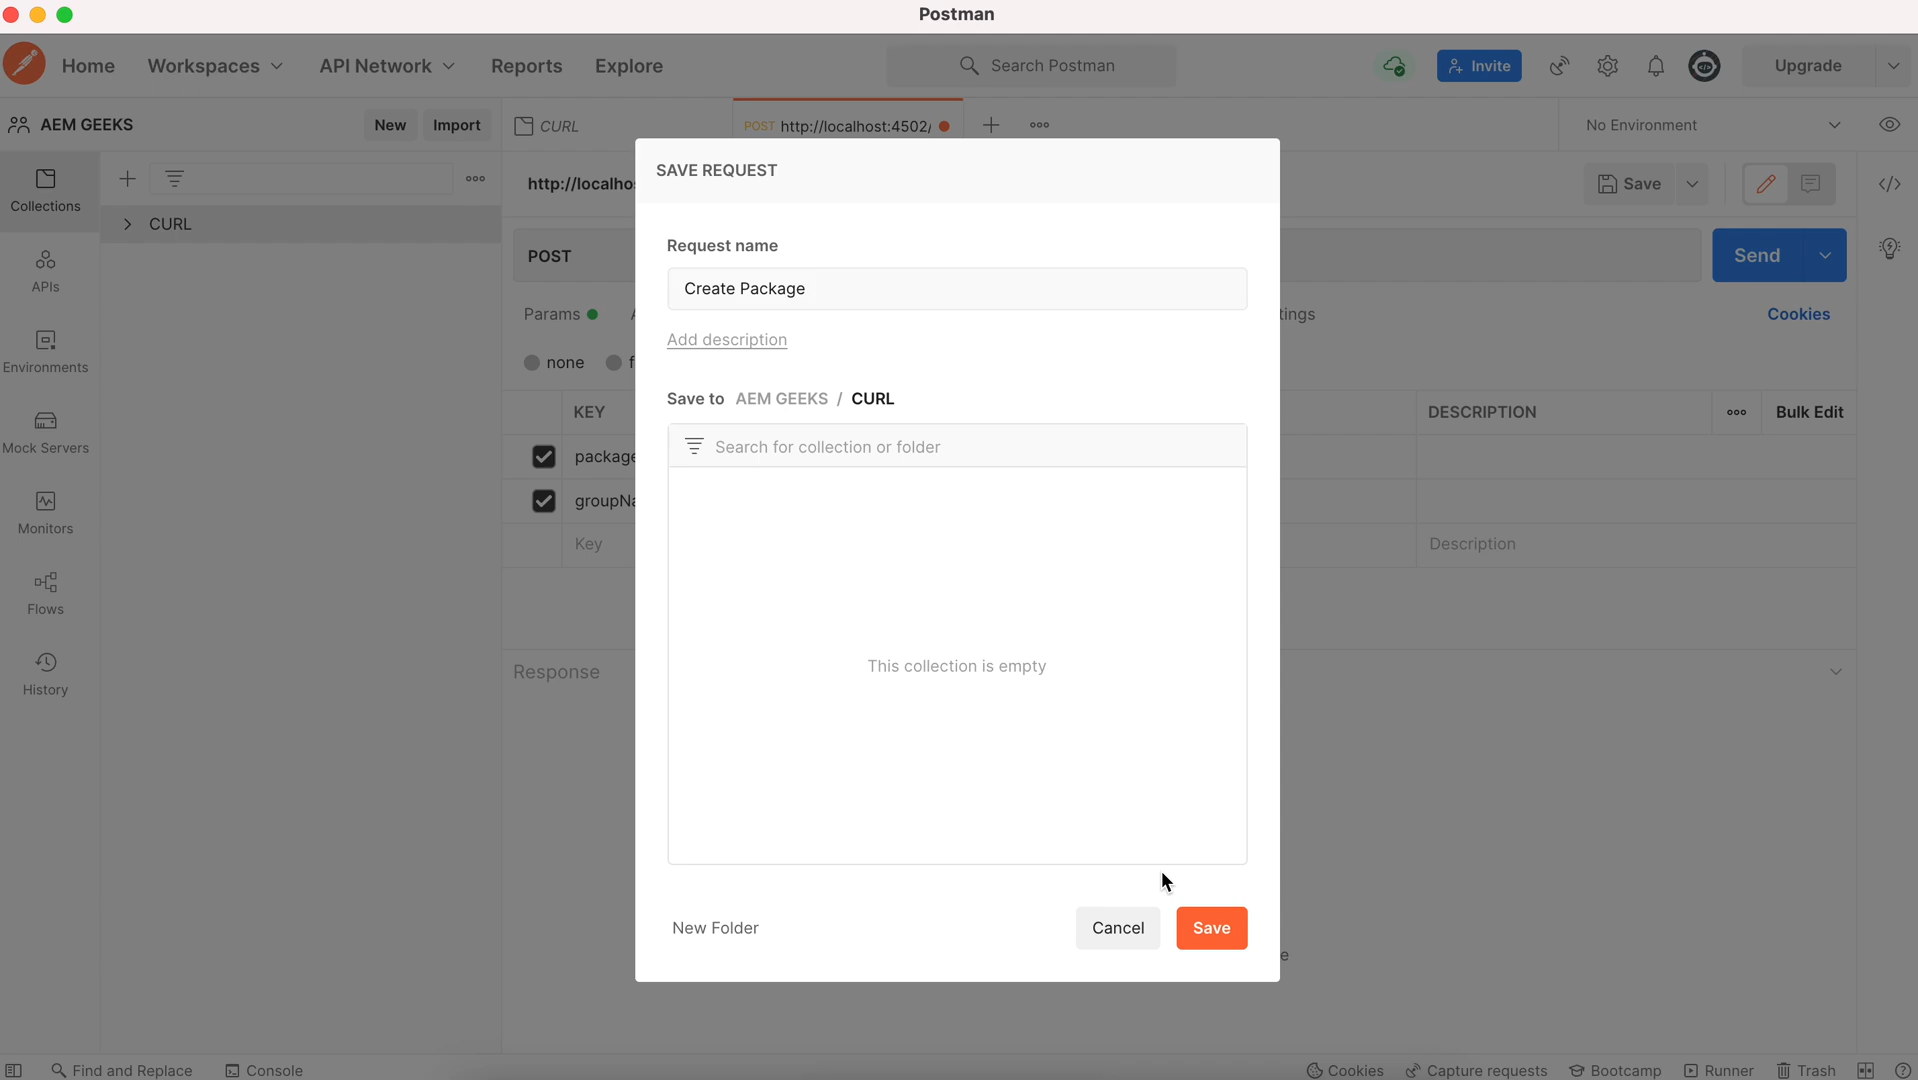 Postman
Home Workspaces API Network Reports Explore Search Postman Invite Upgrade
AEM GEEKS New Import CURL POST http://localhost:4502/ No Environment
Collections
CURL
APIs
Environments
Mock Servers
Monitors
Flows
History
http://localho Save
POST Send
Params tings Cookies
none f
KEY DESCRIPTION Bulk Edit
package
groupNa
Key Description
Response
SAVE REQUEST
Request name
Create Package
Add description
Save to AEM GEEKS / CURL
Search for collection or folder
This collection is empty
New Folder Cancel Save
e
Find and Replace Console Cookies Capture requests Bootcamp Runner Trash